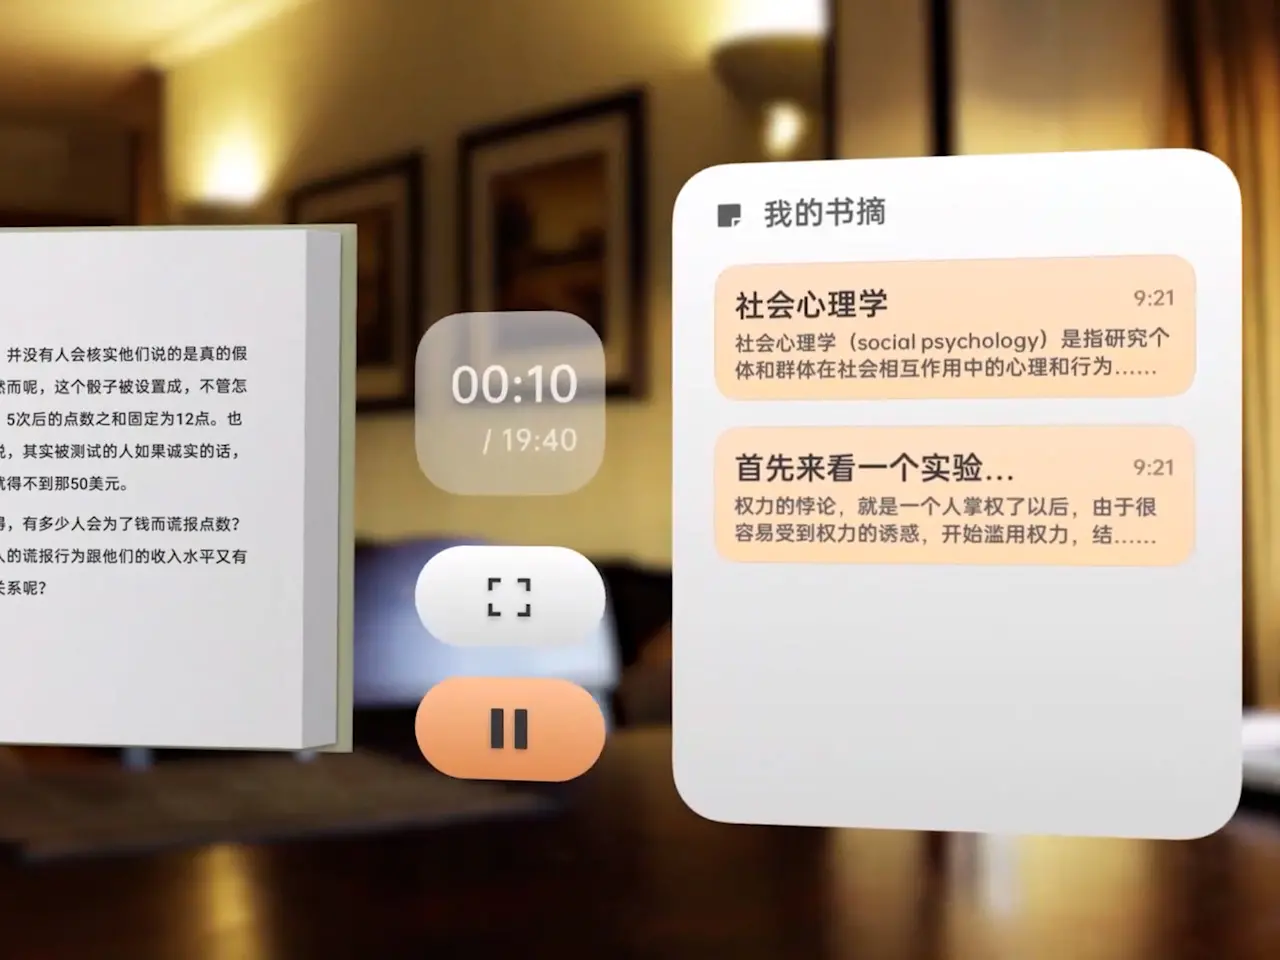 并没有人会核实他们说的是真的假
然而呢，这个骰子被设置成，不管怎
5次后的点数之和固定为12点。也
说，其实被测试的人如果诚实的话，
就得不到那50美元。
得，有多少人会为了钱而谎报点数？
人的谎报行为跟他们的收入水平又有
关系呢？
00:10
/ 19:40
我的书摘
社会心理学
9:21
社会心理学（social psychology）是指研究个
体和群体在社会相互作用中的心理和行为……
首先来看一个实验...
9:21
权力的悖论，就是一个人掌权了以后，由于很
容易受到权力的诱惑，开始滥用权力，结……